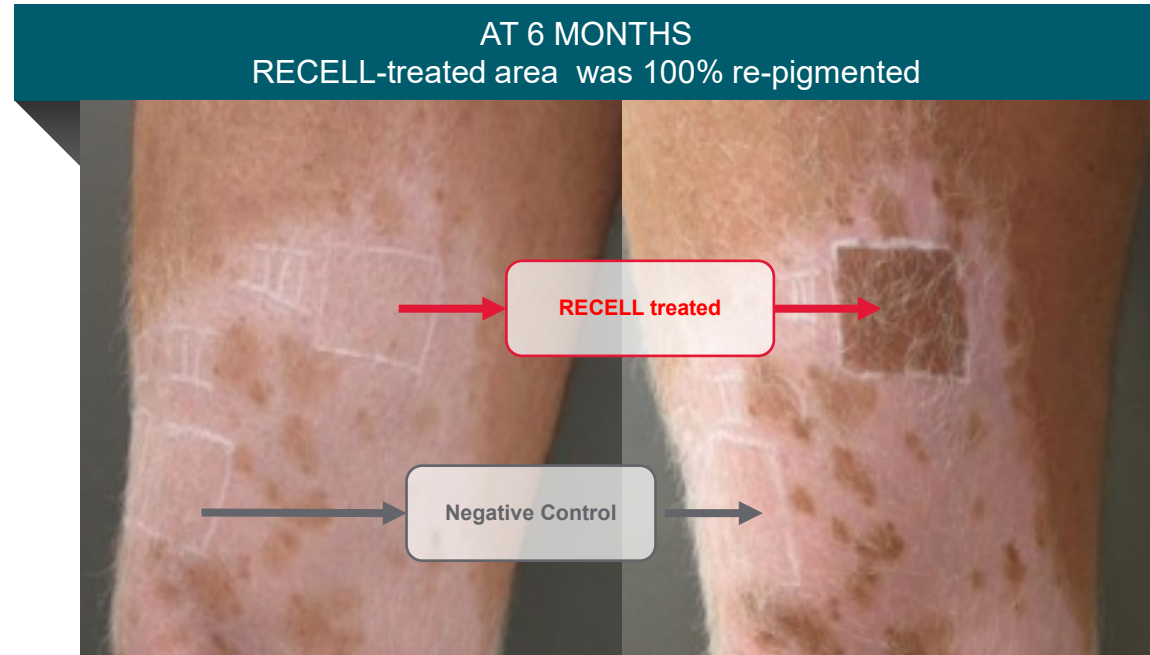 AT 6 MONTHS
RECELL-treated area was 100% re-pigmented
RECELL treated
Negative Control